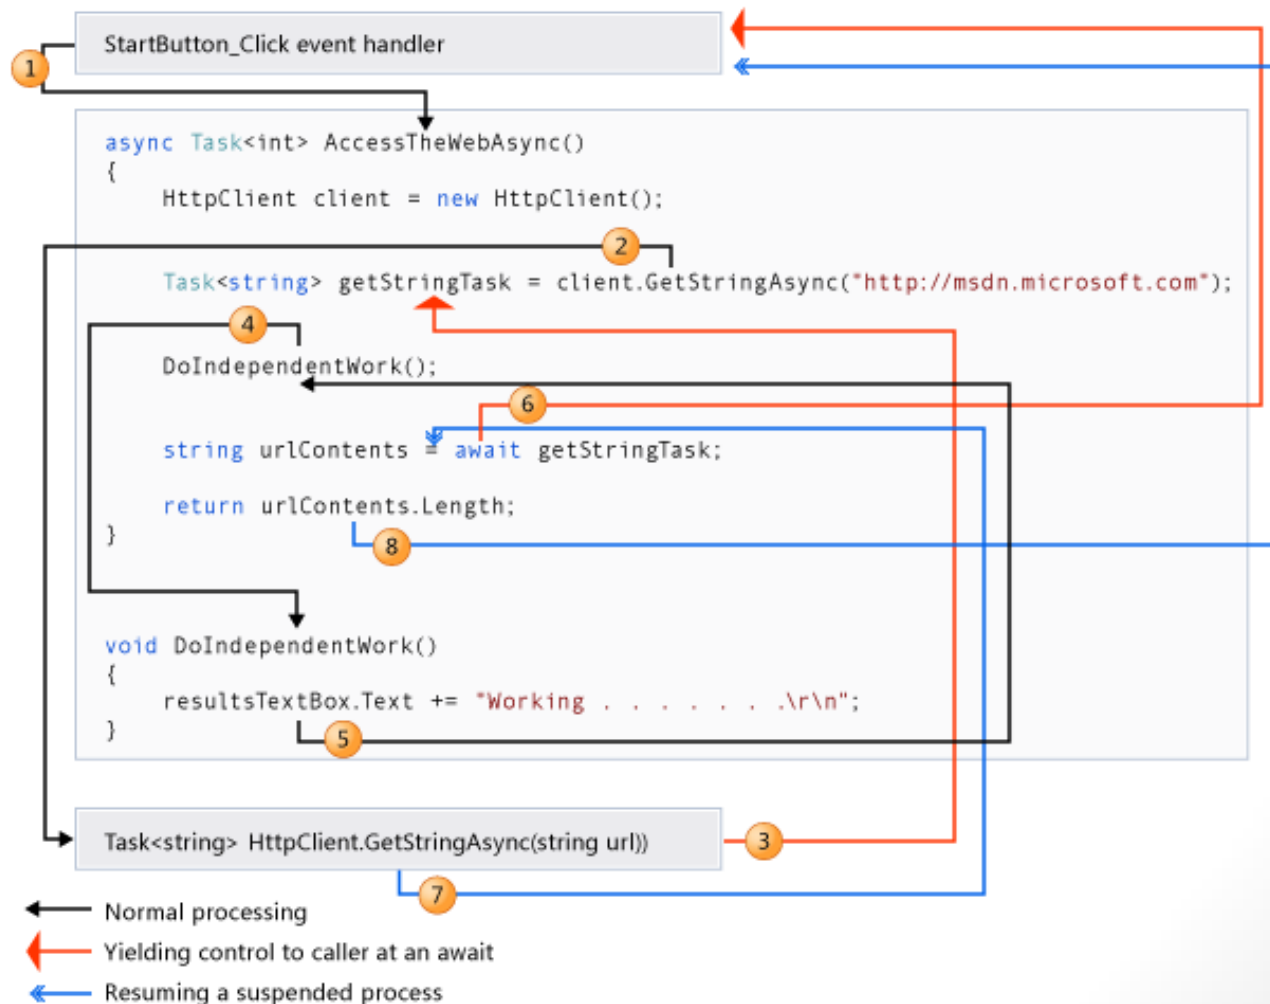 StartButton_Click event handler
1
async Task<int> AccessTheWebAsync()
{
HttpClient client = new HttpClient();
2
Task<string> getStringTask = client.GetStringAsync("http://msdn.microsoft.com");
4
DoIndependentWork();
6
string urlContents = await getStringTask;
return urlContents.Length;
}
8
void DoIndependentWork()
{
resultsTextBox.Text += "Working . . . . . . .\r\n";
}
5
Task<string> HttpClient.GetStringAsync(string url))
3
7
Normal processing
Yielding control to caller at an await
Resuming a suspended process